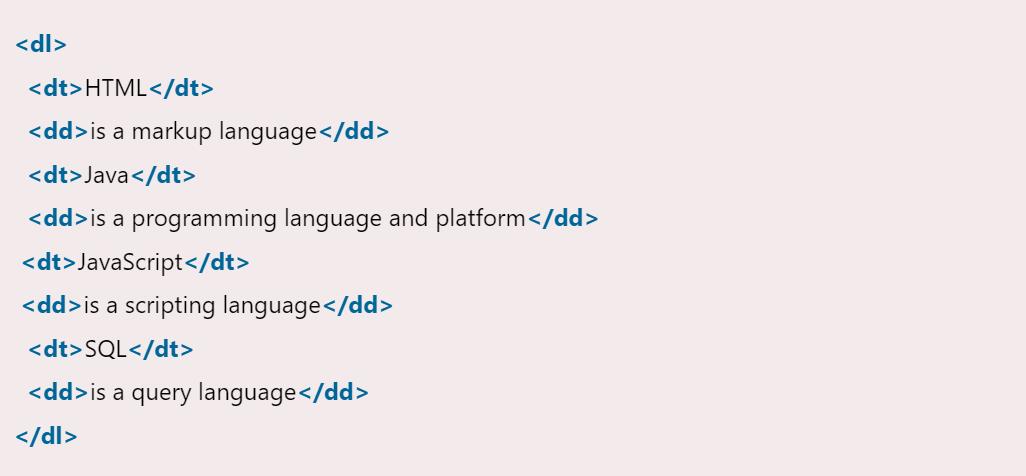 <dl>
<dt>HTML</dt>
<dd>is a markup language</dd>
<dt>Java</dt>
<dd>is a programming language and platform</dd>
<dt>JavaScript</dt>
<dd>is a scripting language</dd>
<dt>SQL</dt>
<dd>is a query language</dd>
</dl>